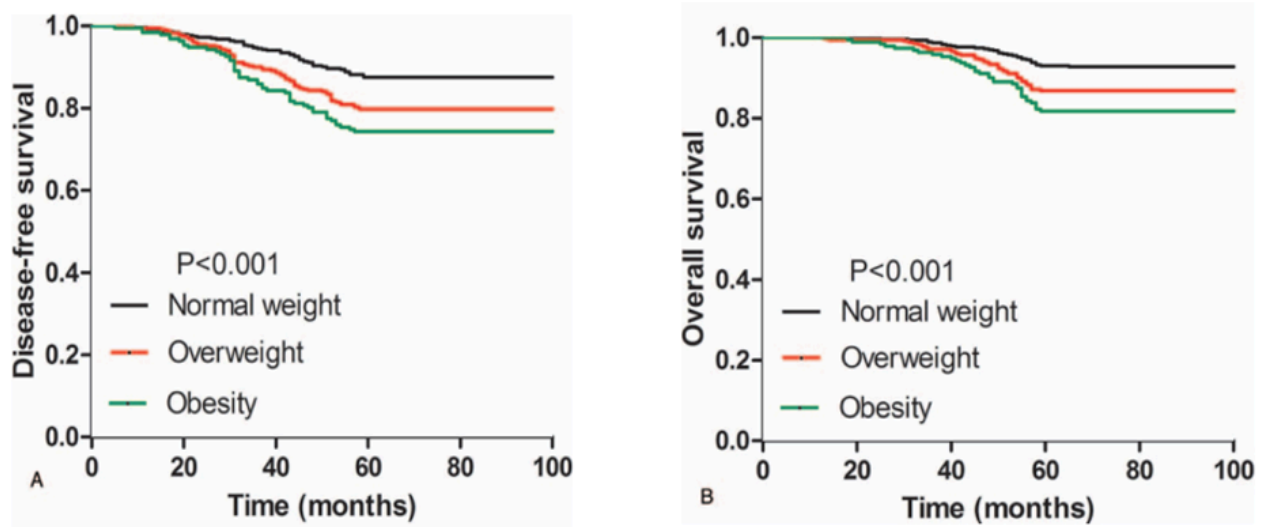 Disease-free survival
1.0
0.8
0.6
0.4
0.2
0.0
P<0.001
Normal weight
Overweight
Obesity
0 20 40 60 80 100
Time (months)
A
Overall survival
1.0
0.8
0.6
0.4
0.2
0.0
P<0.001
Normal weight
Overweight
Obesity
0 20 40 60 80 100
Time (months)
B